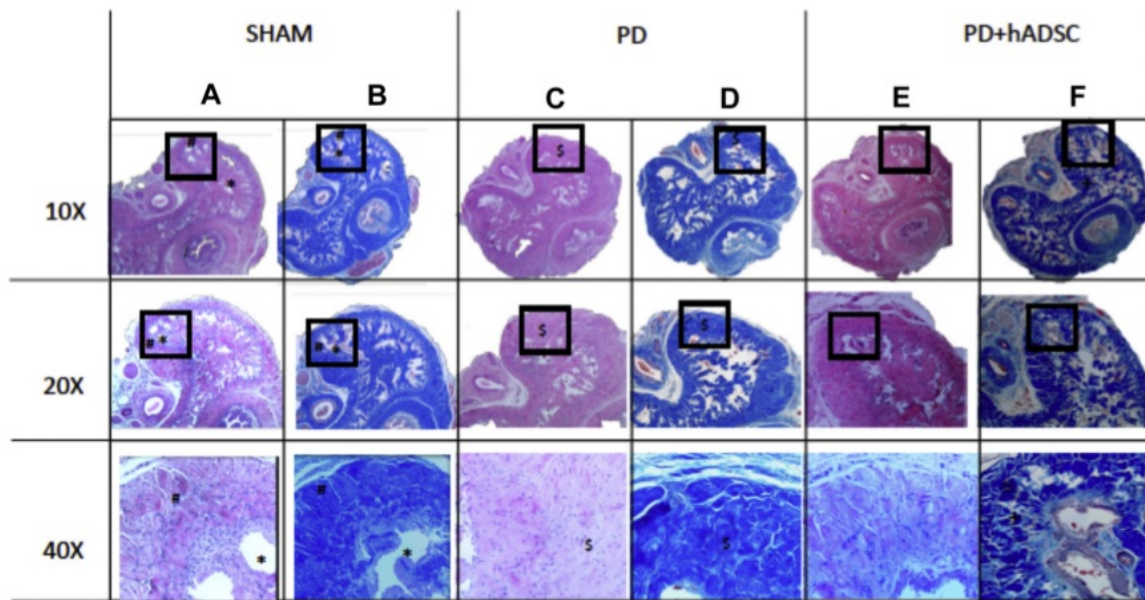 SHAM PD PD+hADSC
A B C D E F
10X
# # $ $
* *
20X
# * # * $ $
40X
# # $ $
* *